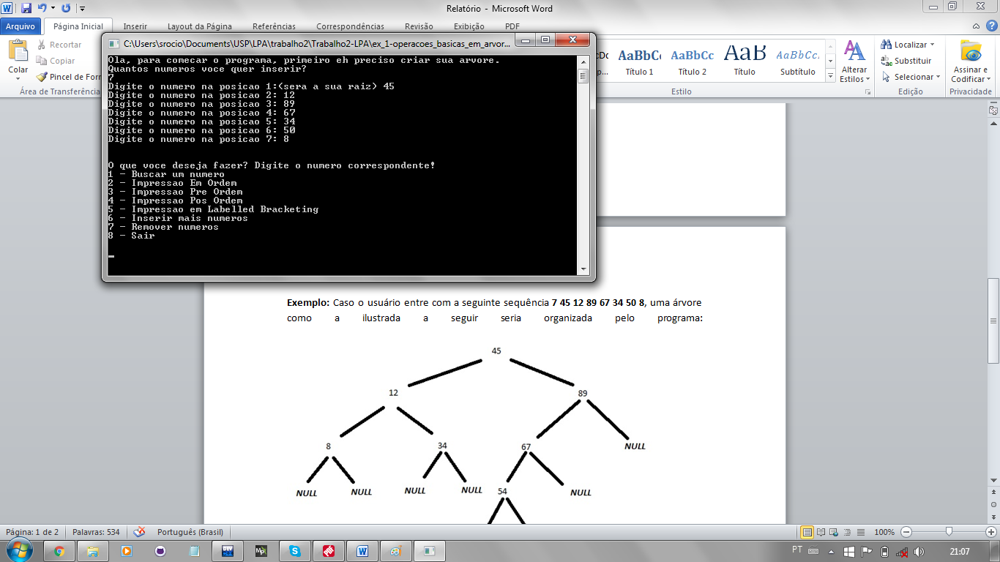 Relatório - Microsoft Word
Arquivo Página Inicial Inserir Layout da Página Referências Correspondências Revisão Exibição PDF
C:\Users\srocio\Documents\USP\LPA\trabalho2\Trabalho2-LPA\ex_1-operacoes_basicas_em_arvor...
Colar
Recortar
Copiar
Pincel de For
Área de Transferência
AaBbCc AaBbCc AaB AaBbCc
Título 1 Título 2 Título Subtítulo
Alterar Estilos
Estilo
Localizar
Substituir
Selecionar
Edição
Assinar e Codificar
Privacidade
Ola, para comecar o programa, primeiro eh preciso criar sua arvore.
Quantos numeros voce quer inserir?
7
Digite o numero na posicao 1:(sera a sua raiz) 45
Digite o numero na posicao 2: 12
Digite o numero na posicao 3: 89
Digite o numero na posicao 4: 67
Digite o numero na posicao 5: 34
Digite o numero na posicao 6: 50
Digite o numero na posicao 7: 8
O que voce deseja fazer? Digite o numero correspondente!
1 - Buscar um numero
2 - Impressao Em Ordem
3 - Impressao Pre Ordem
4 - Impressao Pos Ordem
5 - Impressao em Labelled Bracketing
6 - Inserir mais numeros
7 - Remover numeros
8 - Sair
Exemplo: Caso o usuário entre com a seguinte sequência 7 45 12 89 67 34 50 8, uma árvore
como a ilustrada a seguir seria organizada pelo programa:
45
12 89
8 34 67 NULL
NULL NULL NULL NULL 54 NULL
Página: 1 de 2 Palavras: 534 Português (Brasil) 100%
PT 21:07